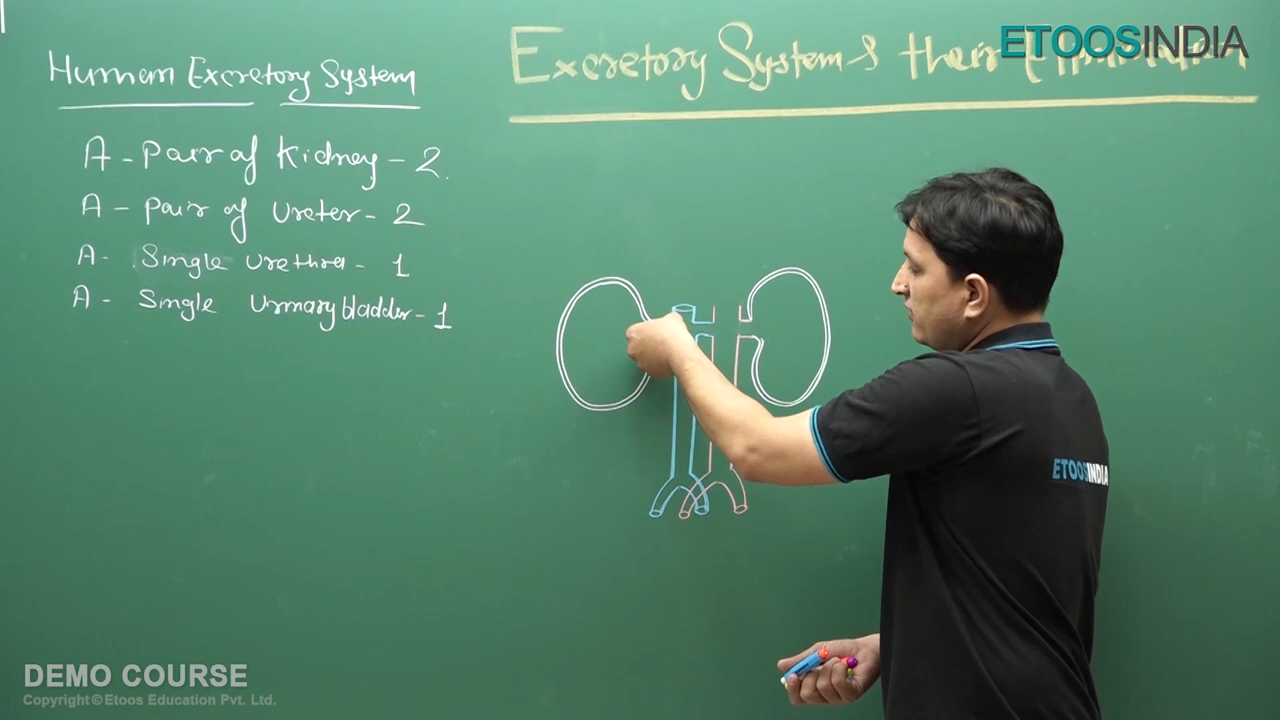 ETOOSINDIA
Excretory System & their
Human Excretory System
A - Pair of Kidney - 2.
A - Pair of Ureter - 2
A - Single Urethra - 1
A - Single Urinary bladder - 1
ETOOSINDIA
DEMO COURSE
Copyright © Etoos Education Pvt. Ltd.